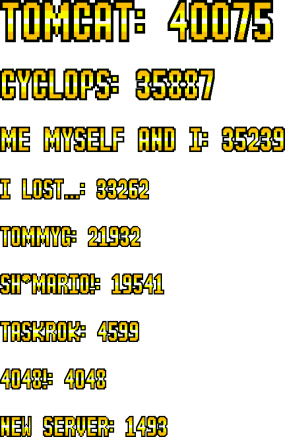 TOMCAT: 40075
CYCLOPS: 35887
ME MYSELF AND I: 35239
I LOST...: 33262
TOMMYG: 21932
SH*MARIO!: 19541
TASKROK: 4599
4048!: 4048
NEW SERVER: 1493